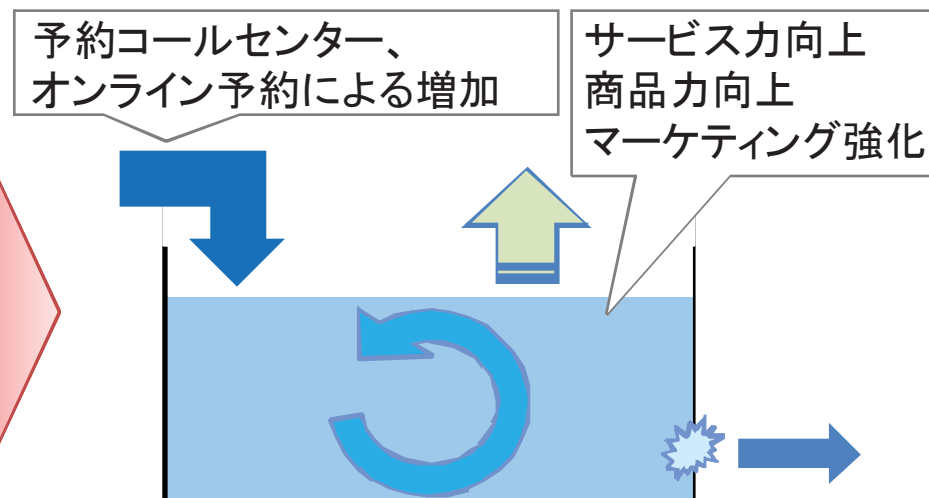 予約コールセンター、
オンライン予約による増加
サービス力向上
商品力向上
マーケティング強化